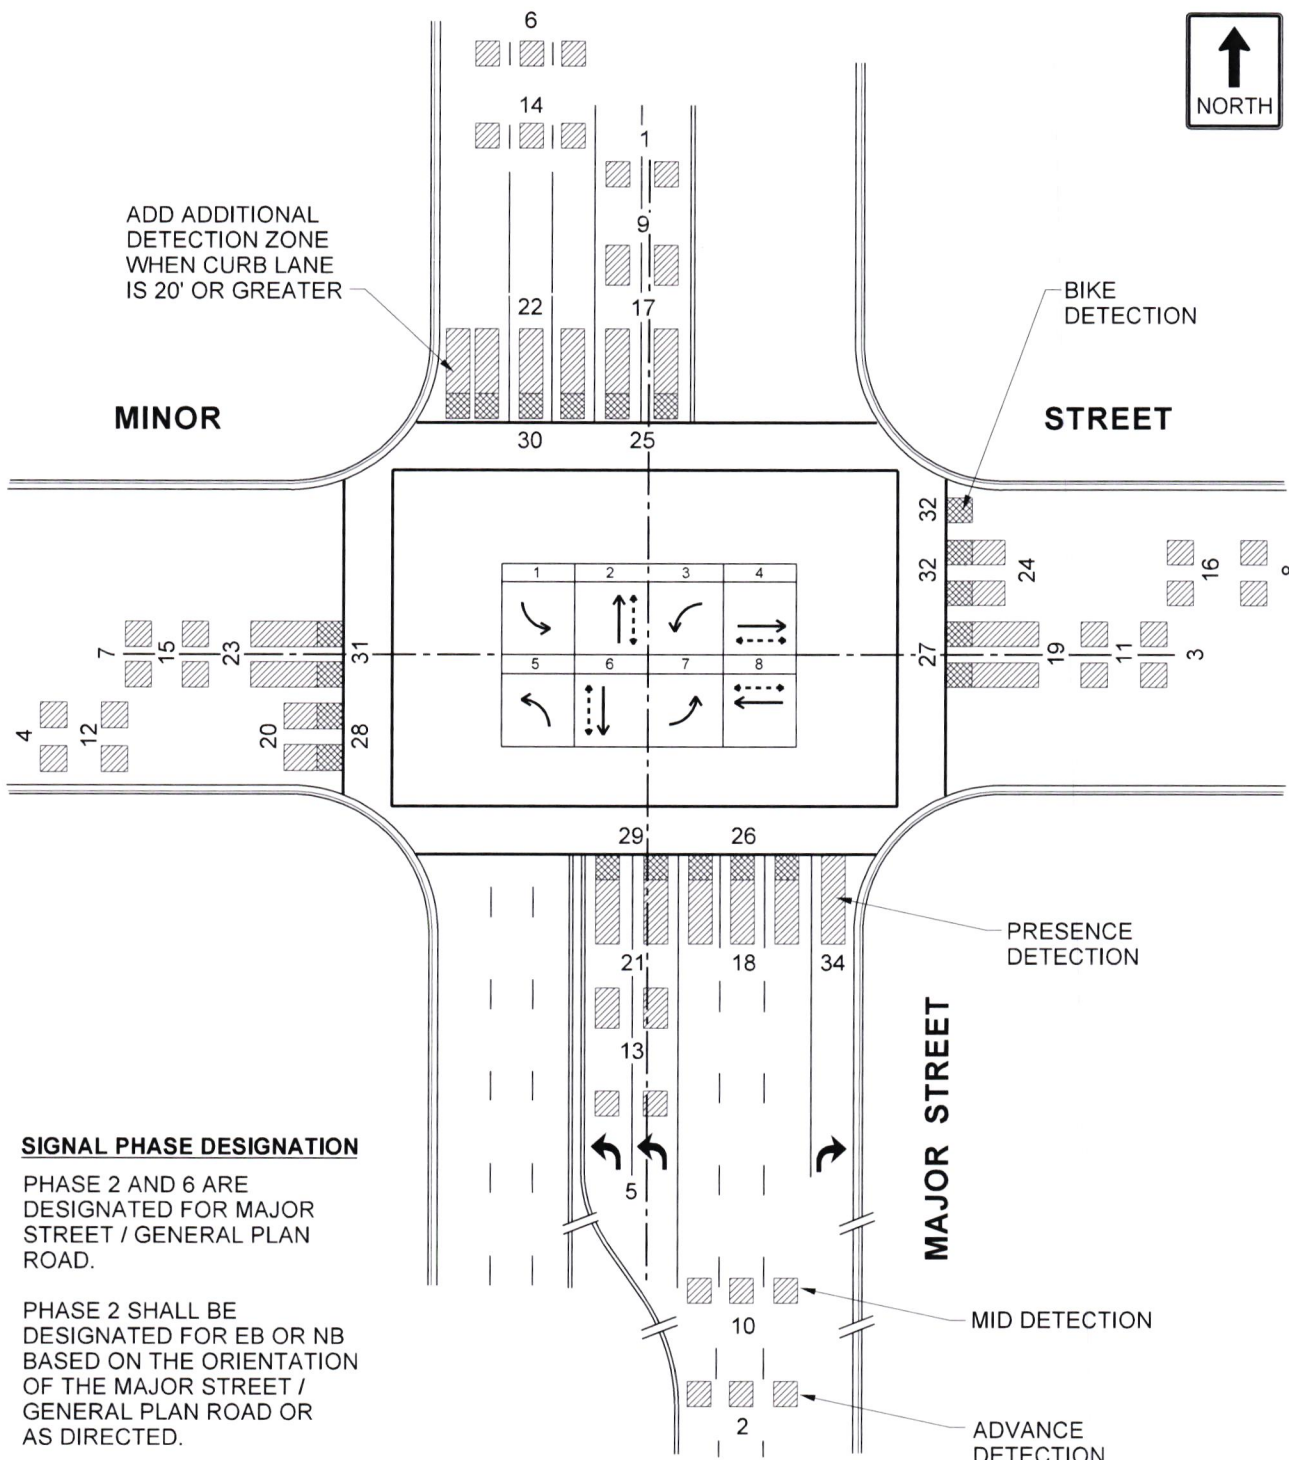 6
NORTH
14
1
ADD ADDITIONAL
DETECTION ZONE
WHEN CURB LANE
IS 20' OR GREATER
9
22
17
BIKE
DETECTION
MINOR
STREET
30
25
32
32
24
16
1
2
3
4
5
6
7
8
7
15
23
31
27
19
11
3
4
12
20
28
29
26
PRESENCE
DETECTION
21
18
34
13
MAJOR STREET
5
SIGNAL PHASE DESIGNATION
PHASE 2 AND 6 ARE
DESIGNATED FOR MAJOR
STREET / GENERAL PLAN
ROAD.
PHASE 2 SHALL BE
DESIGNATED FOR EB OR NB
BASED ON THE ORIENTATION
OF THE MAJOR STREET /
GENERAL PLAN ROAD OR
AS DIRECTED.
MID DETECTION
10
2
ADVANCE
DETECTION